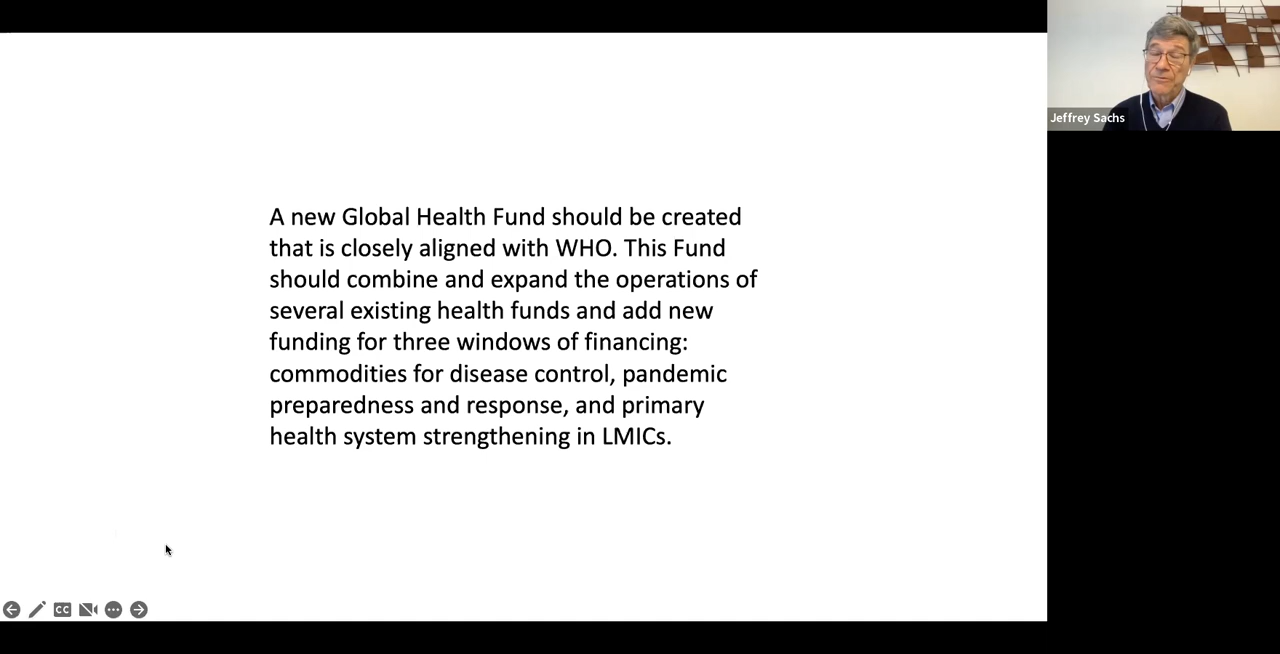 Jeffrey Sachs
A new Global Health Fund should be created
that is closely aligned with WHO. This Fund
should combine and expand the operations of
several existing health funds and add new
funding for three windows of financing:
commodities for disease control, pandemic
preparedness and response, and primary
health system strengthening in LMICs.
CC